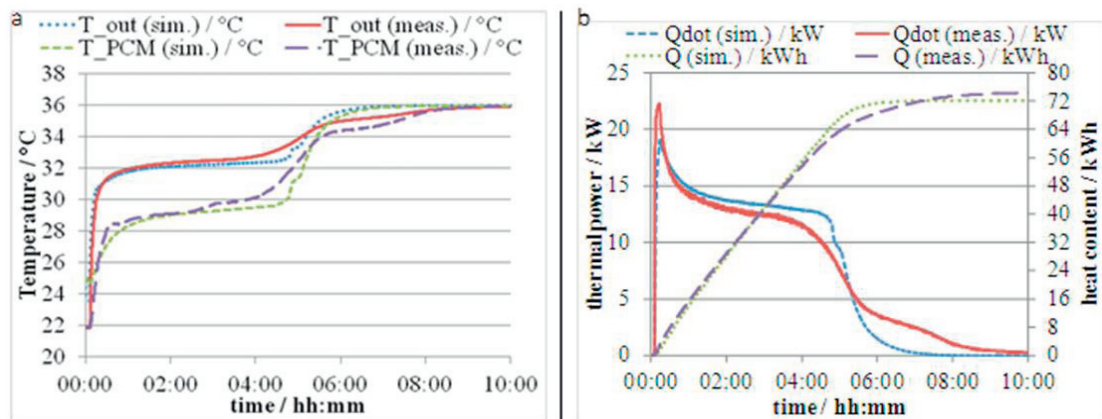 a
T_out (sim.) / °C
T_out (meas.) / °C
T_PCM (sim.) / °C
T_PCM (meas.) / °C
38
36
34
32
30
28
26
24
22
20
Temperature / °C
00:00 02:00 04:00 06:00 08:00 10:00
time / hh:mm
b
Qdot (sim.) / kW
Qdot (meas.) / kW
Q (sim.) / kWh
Q (meas.) / kWh
25
20
15
10
5
0
thermal power / kW
80
72
64
56
48
40
32
24
16
8
0
heat content / kWh
00:00 02:00 04:00 06:00 08:00 10:00
time / hh:mm